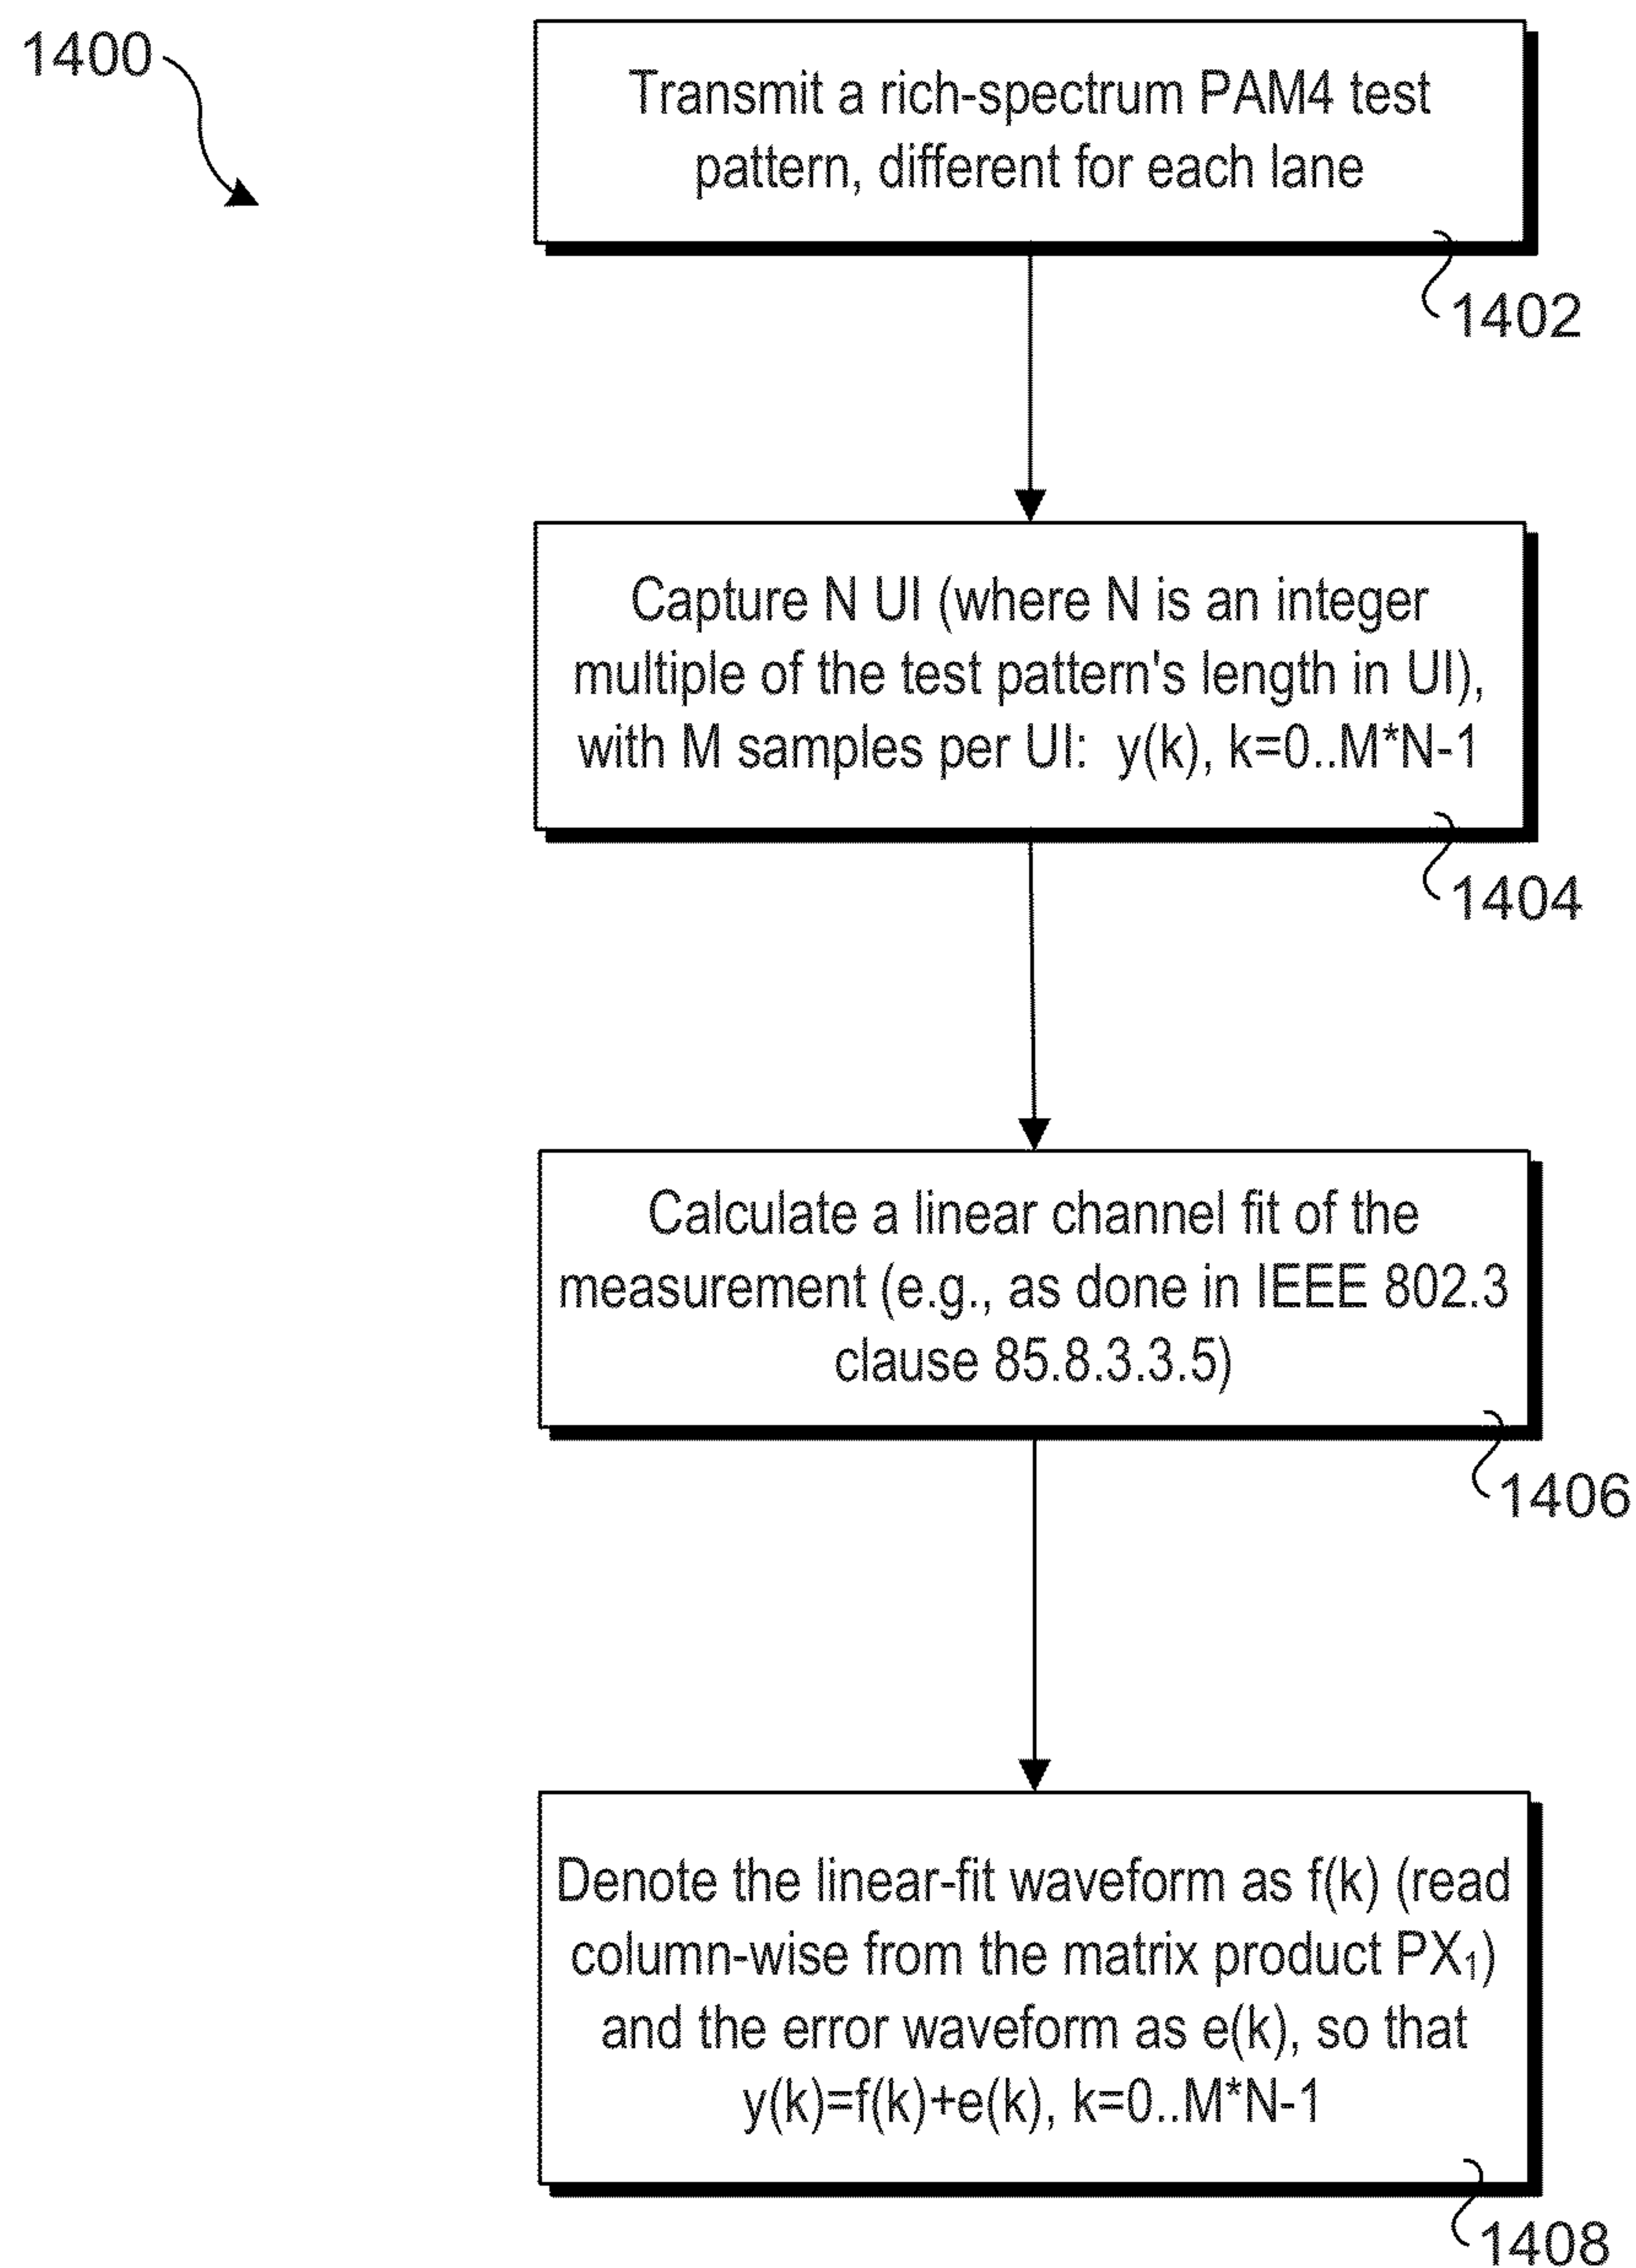 1400
Transmit a rich-spectrum PAM4 test
pattern, different for each lane
1402
Capture N UI (where N is an integer
multiple of the test pattern's length in UI),
with M samples per UI:  y(k), k=0..M*N-1
1404
Calculate a linear channel fit of the
measurement (e.g., as done in IEEE 802.3
clause 85.8.3.3.5)
1406
Denote the linear-fit waveform as f(k) (read
column-wise from the matrix product PX₁)
and the error waveform as e(k), so that
y(k)=f(k)+e(k), k=0..M*N-1
1408